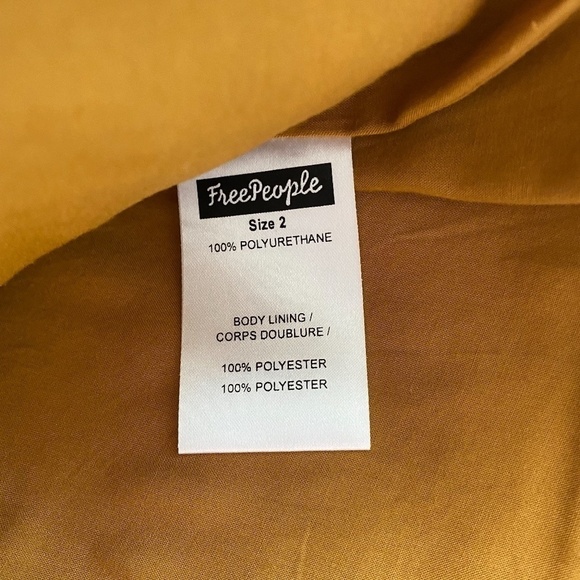 FreePeople
Size 2
100% POLYURETHANE
BODY LINING /
CORPS DOUBLURE /
100% POLYESTER
100% POLYESTER